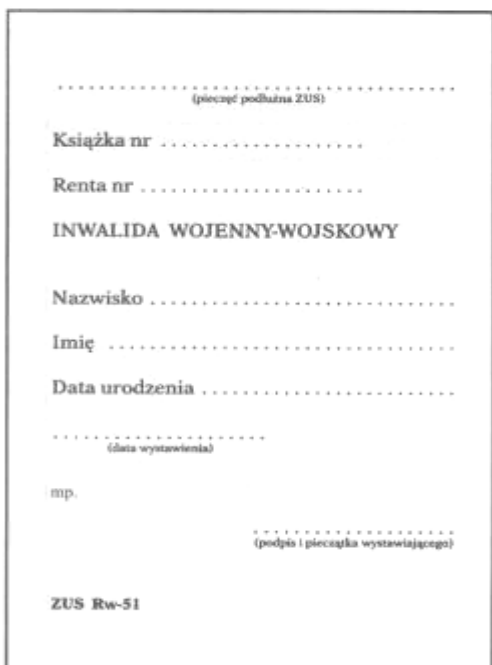 ........................................
(pieczęć podłużna ZUS)
Książka nr ....................
Renta nr ......................
INWALIDA WOJENNY-WOJSKOWY
Nazwisko ..............................
Imię ..................................
Data urodzenia .........................
......................
(data wystawienia)
mp.
......................
(podpis i pieczątka wystawiającego)
ZUS Rw-51